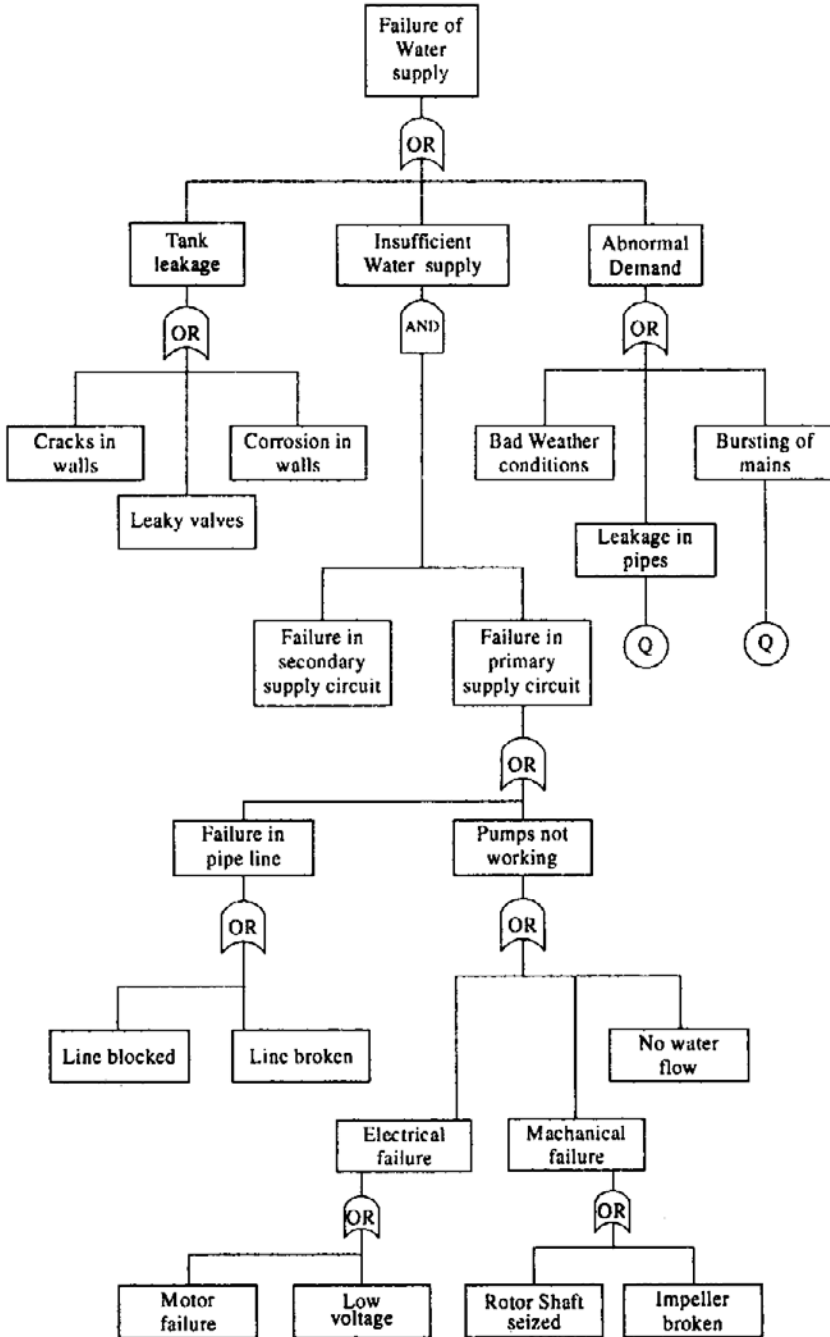 Failure of
Water
supply
OR
Tank
leakage
Insufficient
Water supply
Abnormal
Demand
OR
AND
OR
Cracks in
walls
Corrosion in
walls
Leaky valves
Bad Weather
conditions
Bursting of
mains
Leakage in
pipes
Q
Q
Failure in
secondary
supply circuit
Failure in
primary
supply circuit
OR
Failure in
pipe line
Pumps not
working
OR
OR
Line blocked
Line broken
No water
flow
Electrical
failure
Machanical
failure
OR
OR
Motor
failure
Low
voltage
Rotor Shaft
seized
Impeller
broken